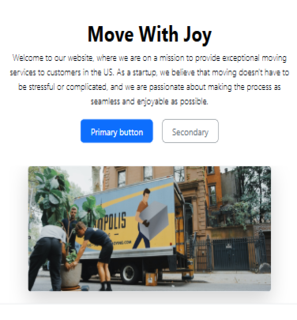 Move With Joy
Welcome to our website, where we are on a mission to provide exceptional moving
services to customers in the US. As a startup, we believe that moving doesn't have to
be stressful or complicated, and we are passionate about making the process as
seamless and enjoyable as possible.
Primary button
Secondary
OPOLIS